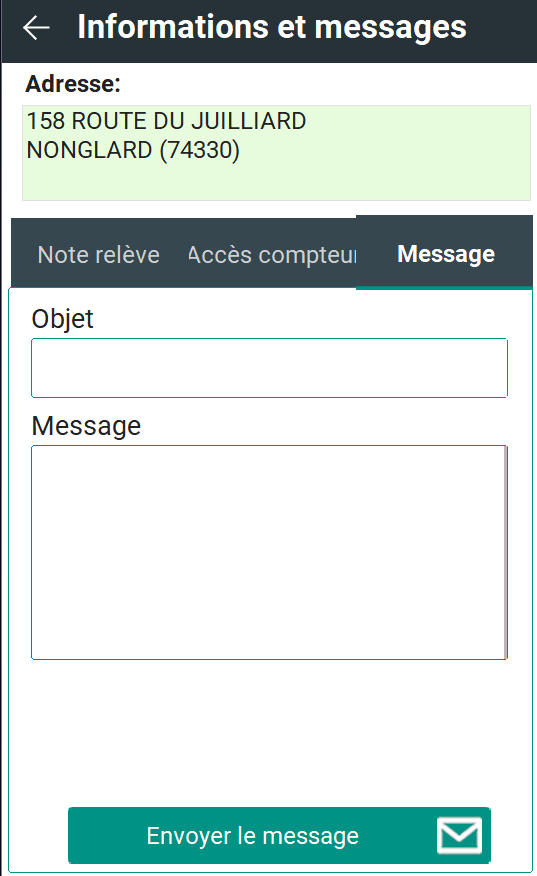 Informations et messages
Adresse:
158 ROUTE DU JUILLIARD
NONGLARD (74330)
Note relève
Accès compteur
Message
Objet
Message
Envoyer le message